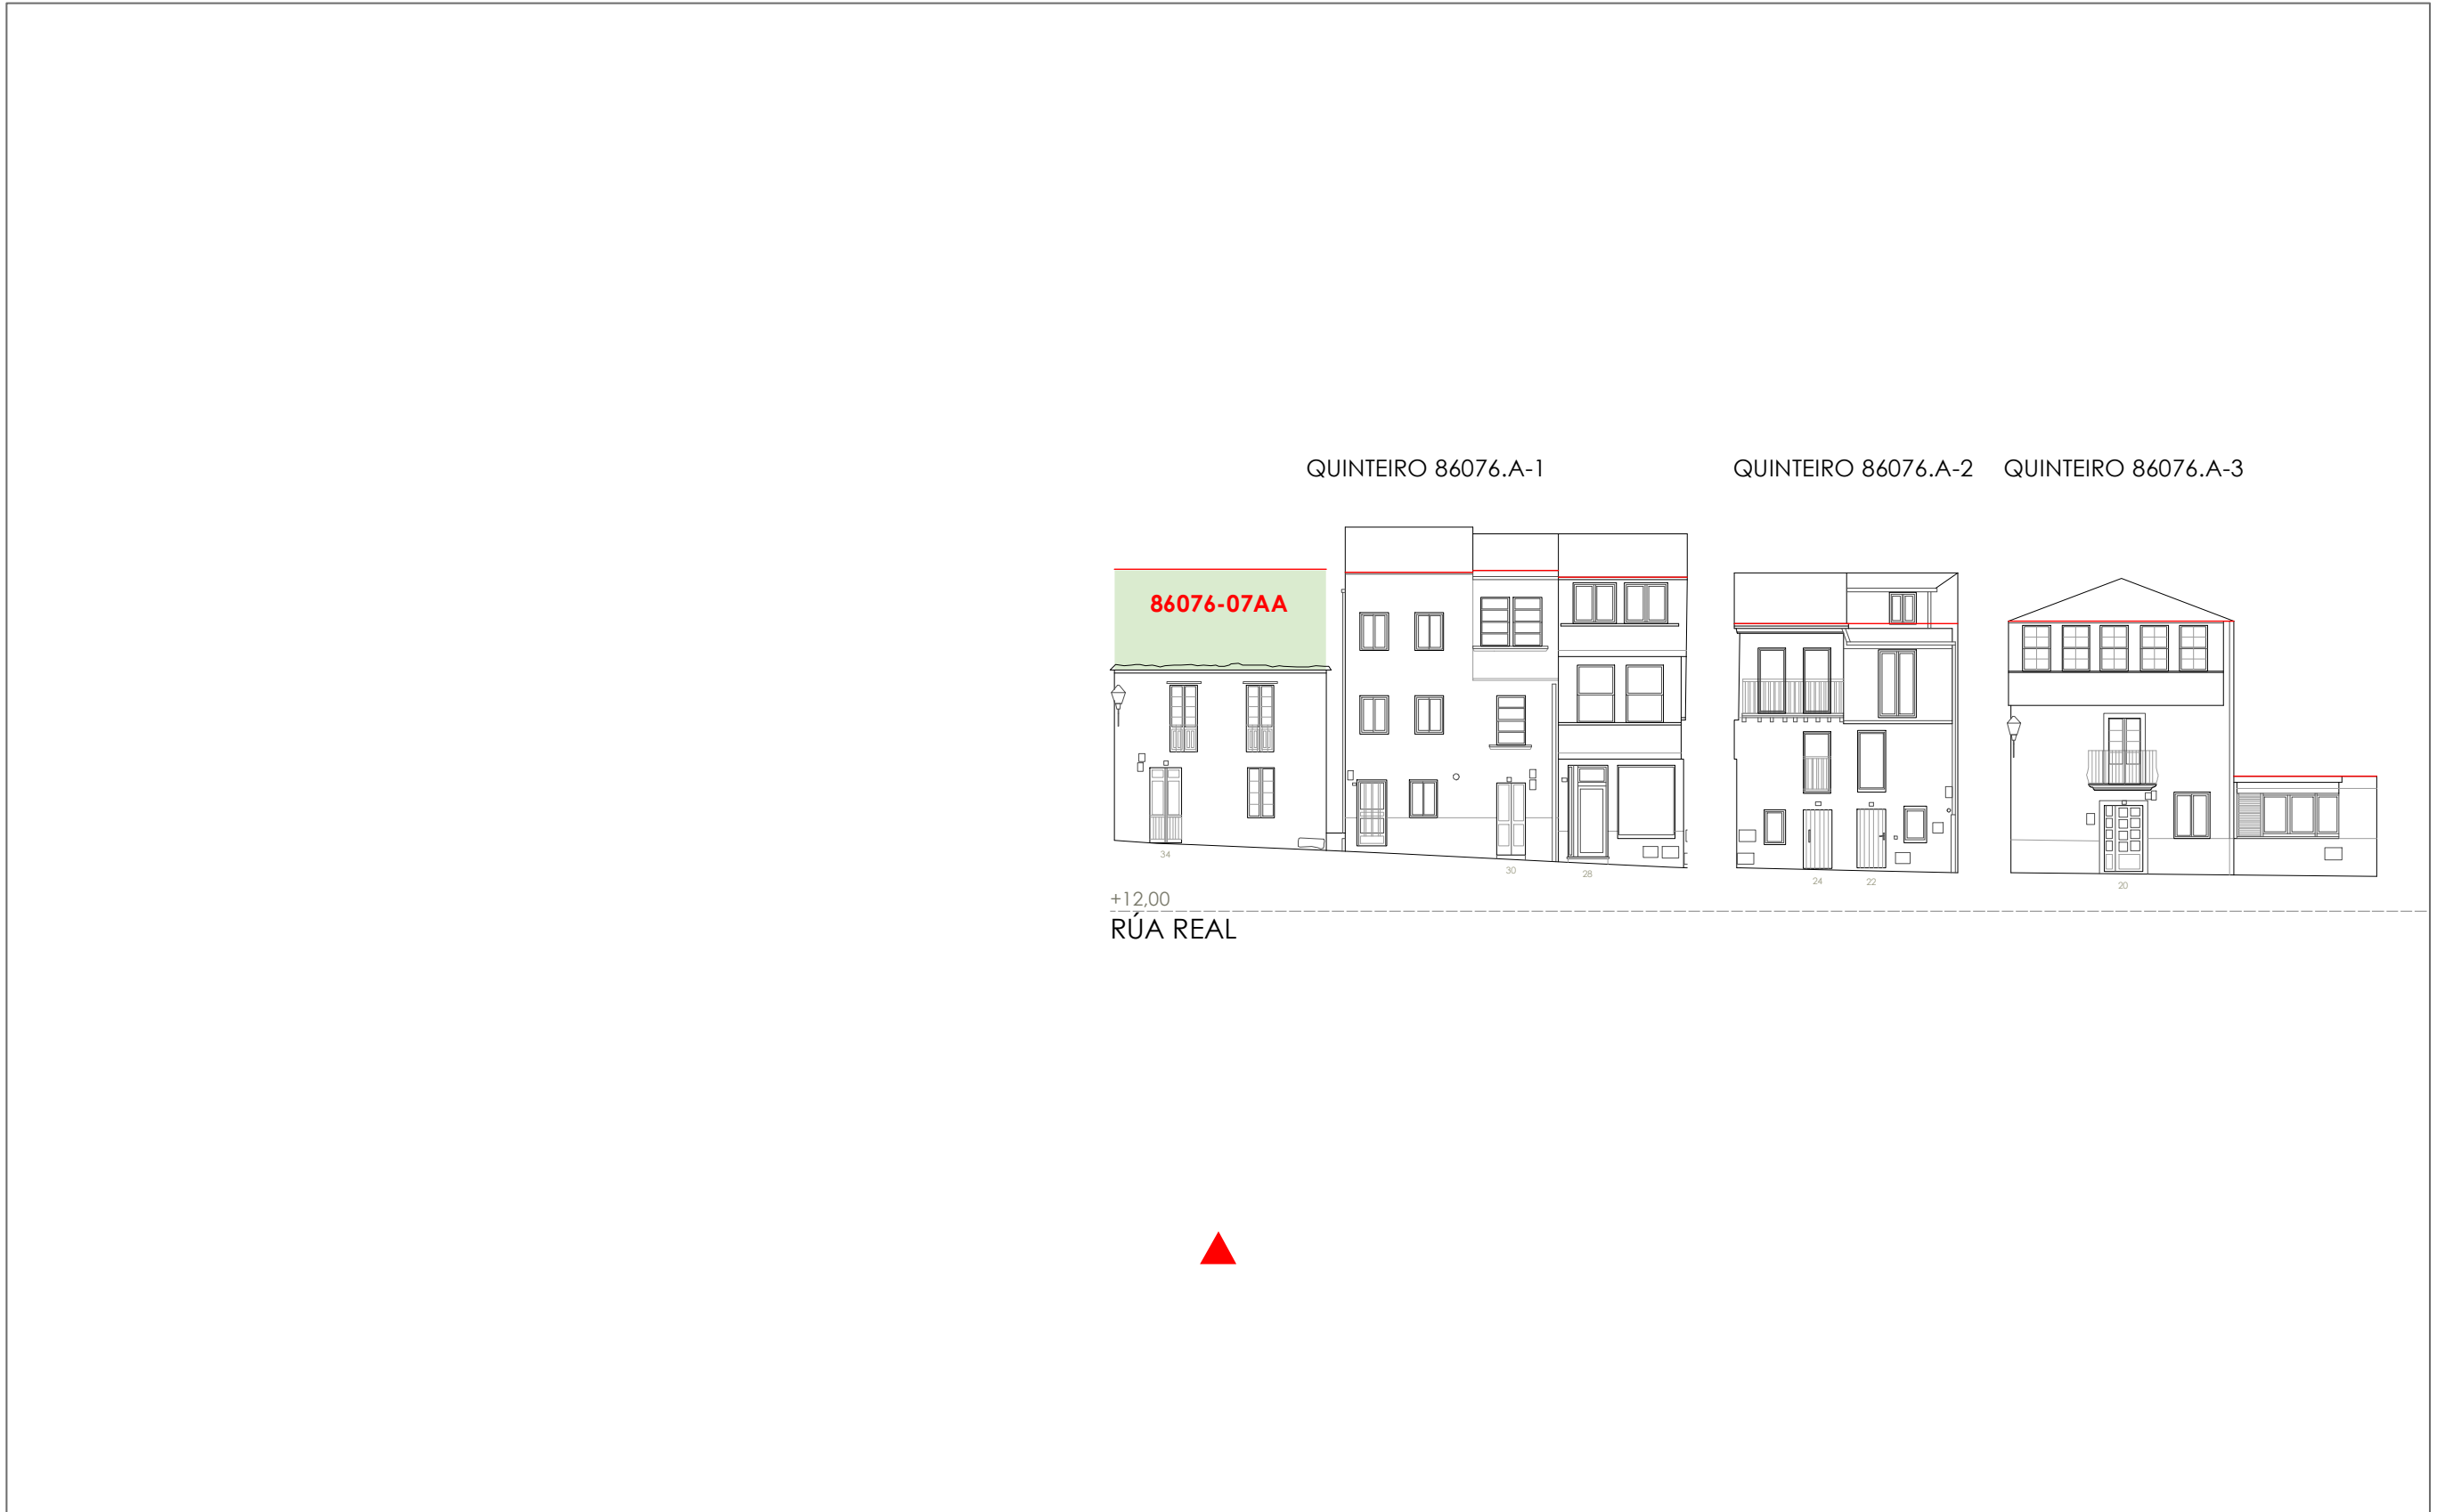 QUINTEIRO 86076.A-1
QUINTEIRO 86076.A-2
QUINTEIRO 86076.A-3
86076-07AA
34
30
28
24
22
20
+12,00
RÚA REAL